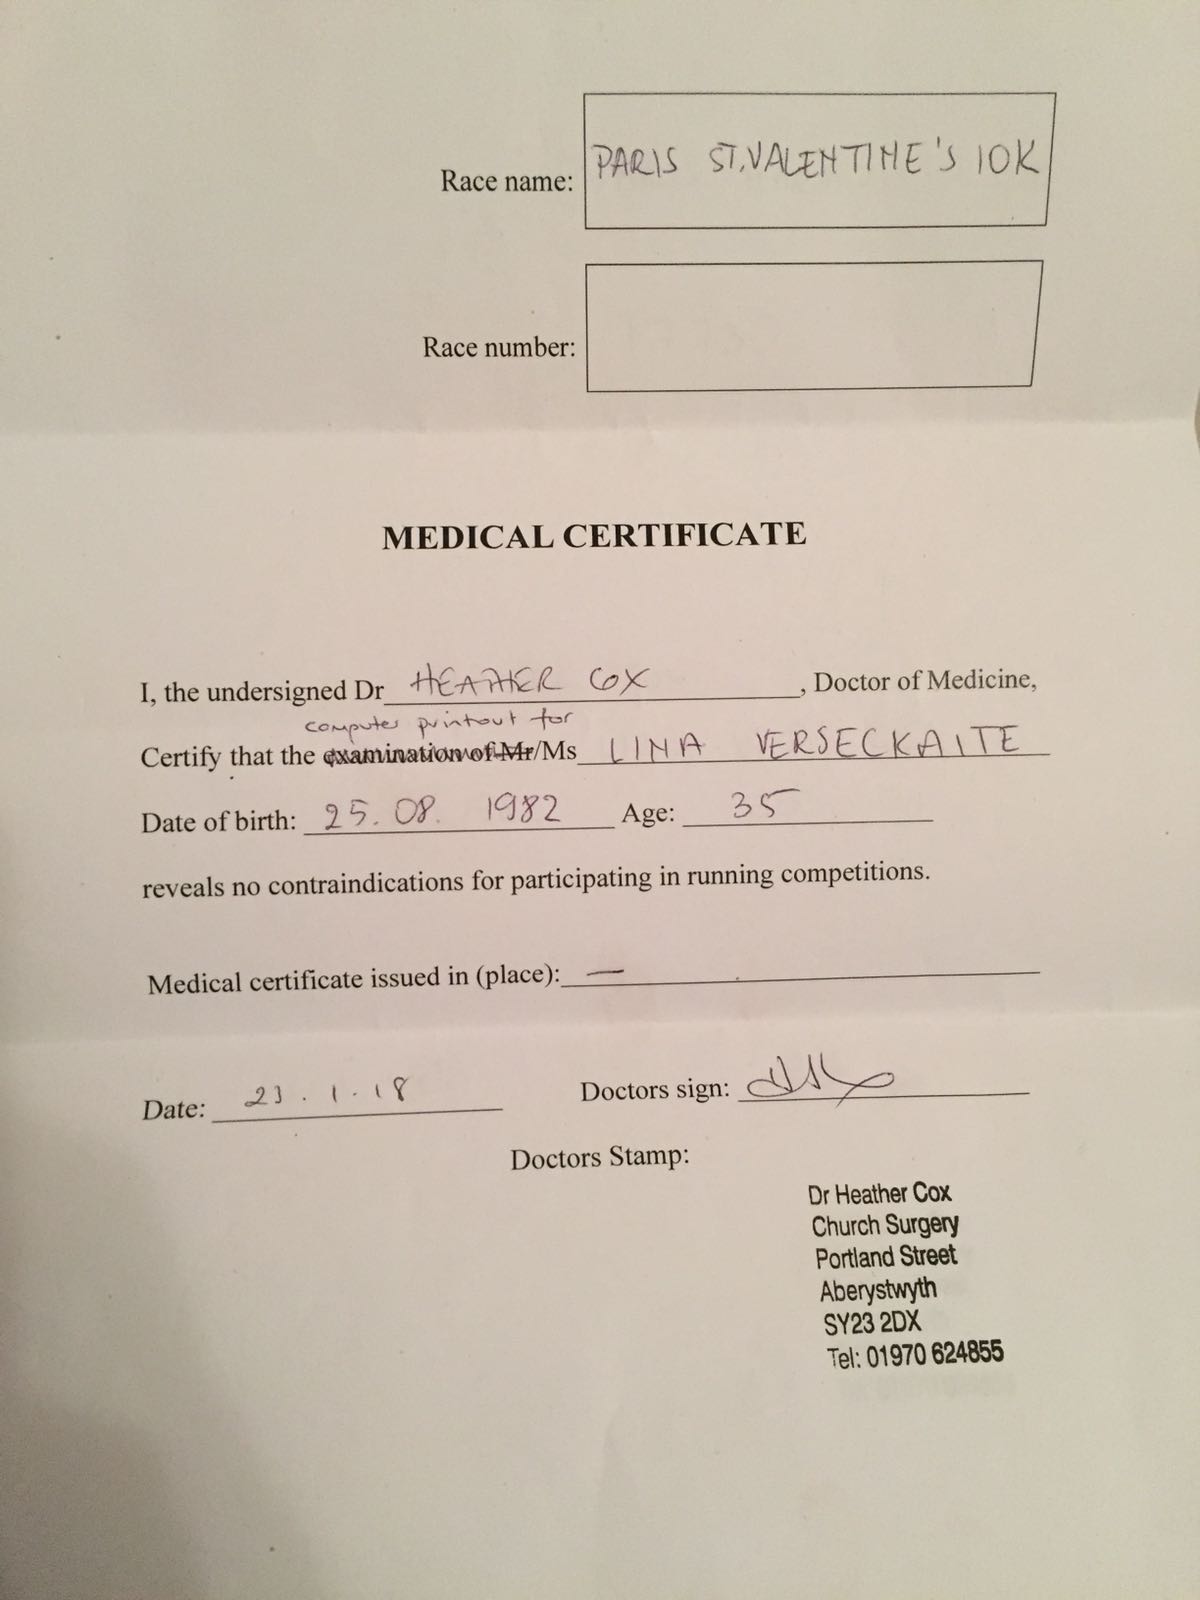 Race name: PARIS ST. VALENTINE'S 10K
Race number:
MEDICAL CERTIFICATE
I, the undersigned Dr HEATHER COX, Doctor of Medicine,
computer printout for
Certify that the examination of Mr/Ms LINA VERSECKAITE
Date of birth: 25. 08. 1982 Age: 35
reveals no contraindications for participating in running competitions.
Medical certificate issued in (place): —
Date: 23.1.18 Doctors sign:
Doctors Stamp:
Dr Heather Cox
Church Surgery
Portland Street
Aberystwyth
SY23 2DX
Tel: 01970 624855